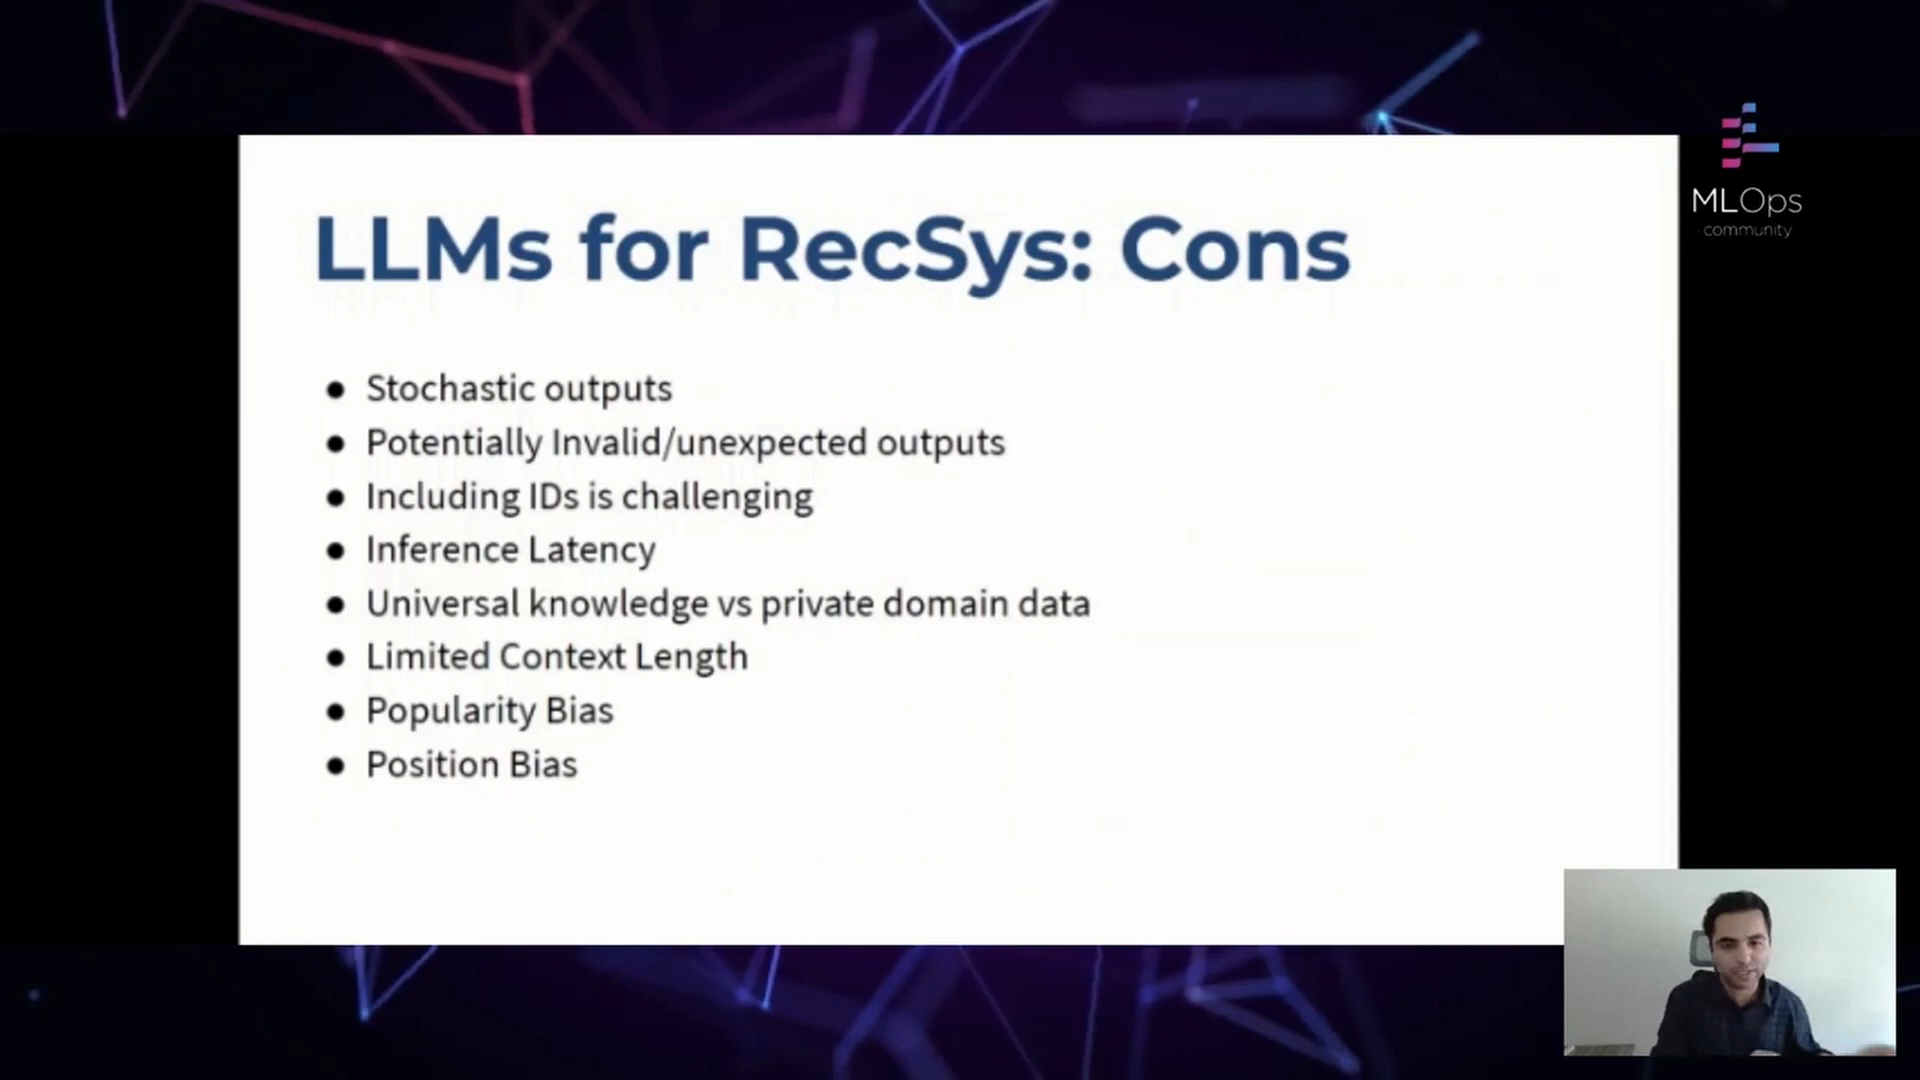 LLMs for RecSys: Cons
● Stochastic outputs
● Potentially Invalid/unexpected outputs
● Including IDs is challenging
● Inference Latency
● Universal knowledge vs private domain data
● Limited Context Length
● Popularity Bias
● Position Bias
MLOps
community